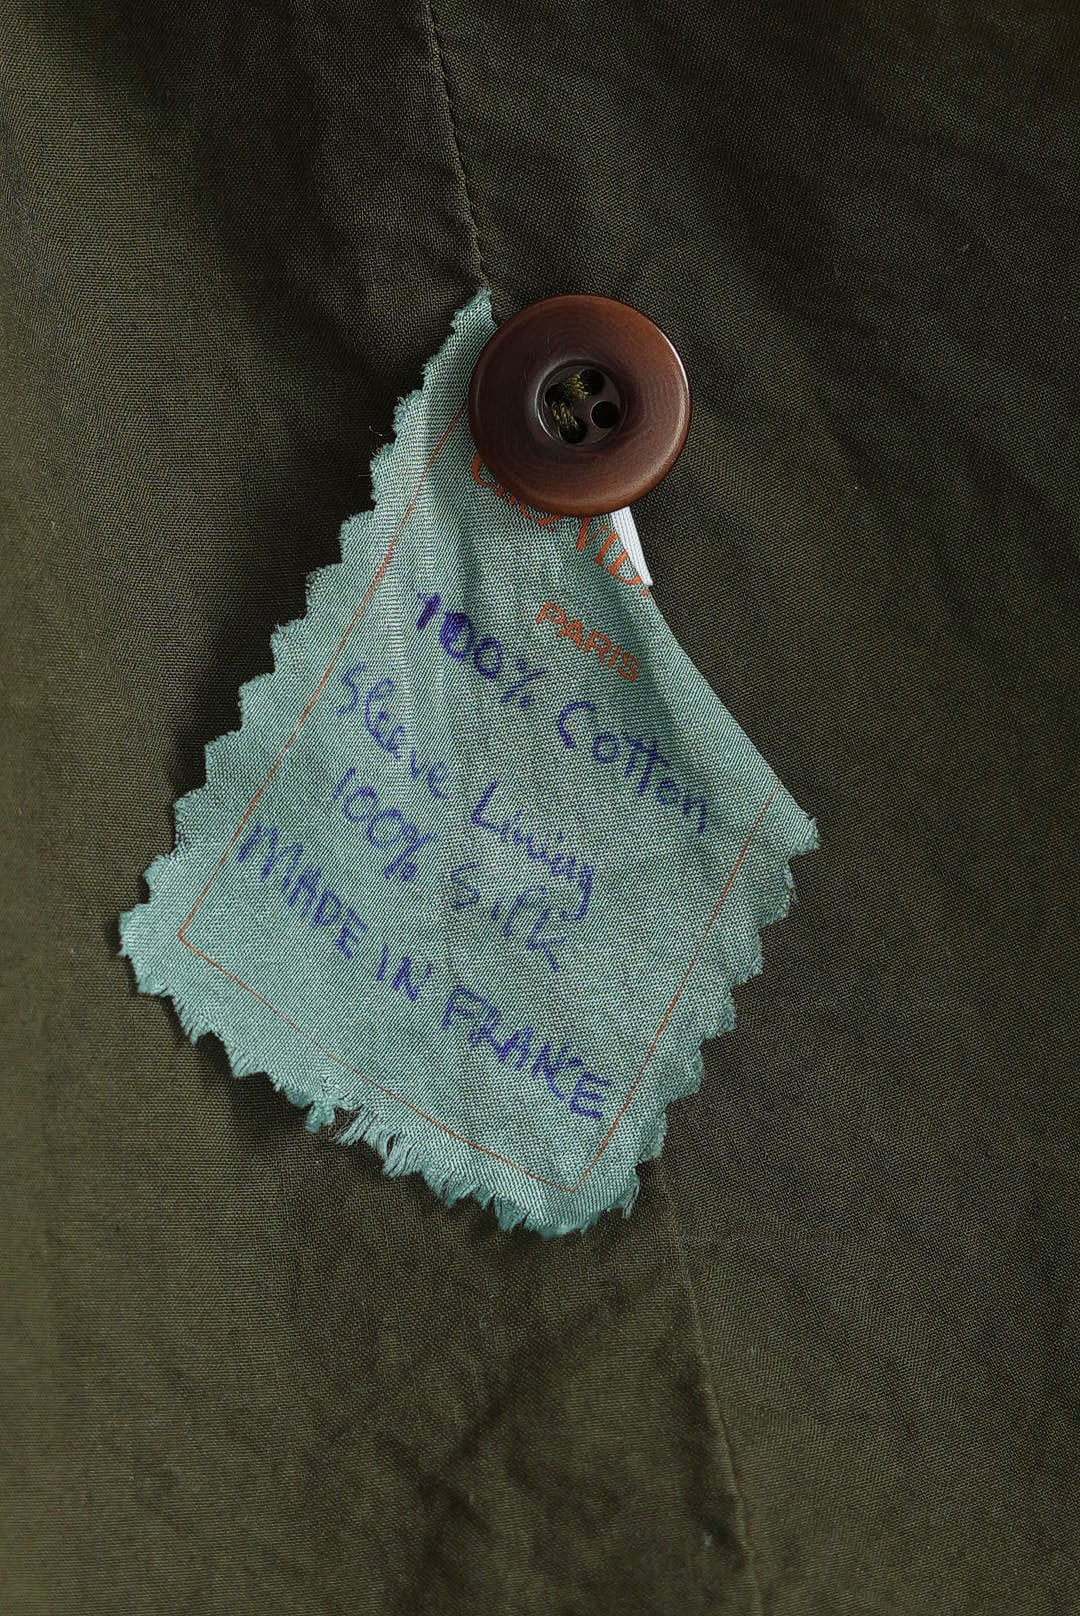 PARIS
100% Cotton
Sleeve Lining
100% Silk
MADE IN FRANCE